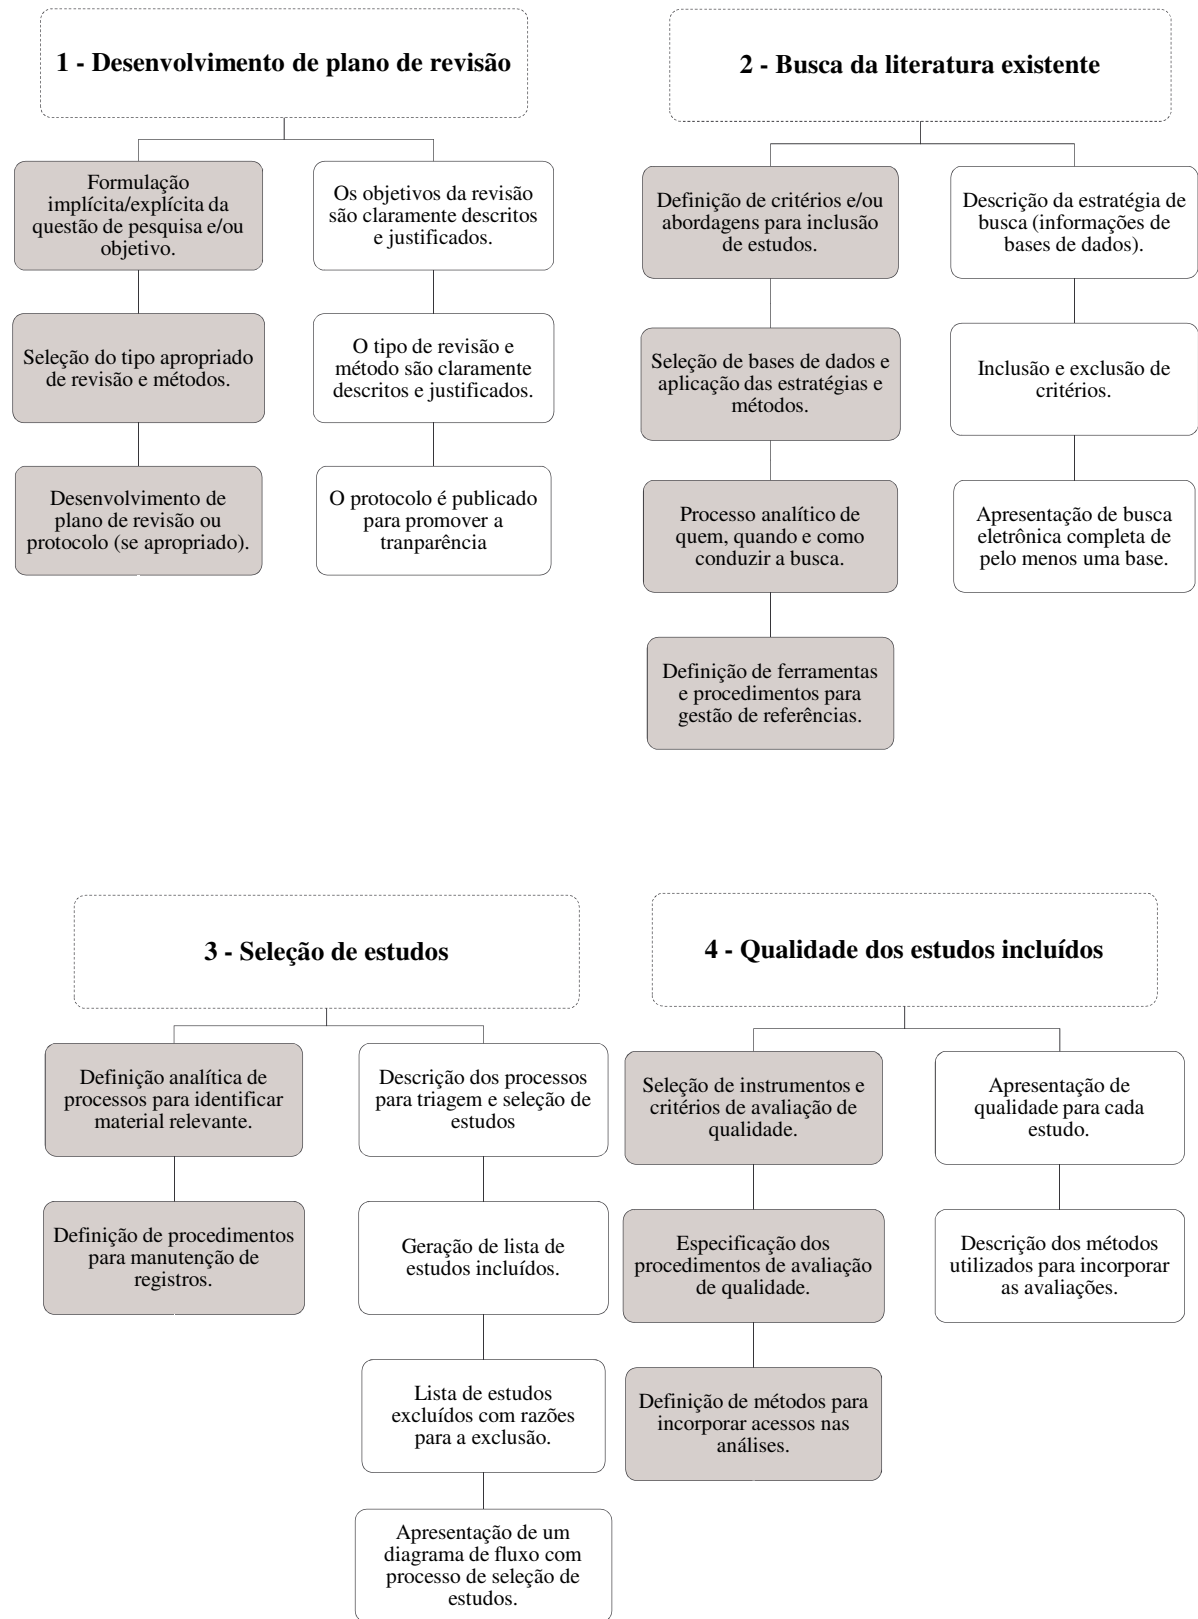 1 - Desenvolvimento de plano de revisão
Formulação
implícita/explícita da
questão de pesquisa e/ou
objetivo.
Seleção do tipo apropriado
de revisão e métodos.
Desenvolvimento de
plano de revisão ou
protocolo (se apropriado).
Os objetivos da revisão
são claramente descritos
e justificados.
O tipo de revisão e
método são claramente
descritos e justificados.
O protocolo é publicado
para promover a
tranparência
2 - Busca da literatura existente
Definição de critérios e/ou
abordagens para inclusão
de estudos.
Seleção de bases de dados e
aplicação das estratégias e
métodos.
Processo analítico de
quem, quando e como
conduzir a busca.
Definição de ferramentas
e procedimentos para
gestão de referências.
Descrição da estratégia de
busca (informações de
bases de dados).
Inclusão e exclusão de
critérios.
Apresentação de busca
eletrônica completa de
pelo menos uma base.
3 - Seleção de estudos
Definição analítica de
processos para identificar
material relevante.
Definição de procedimentos
para manutenção de
registros.
Descrição dos processos
para triagem e seleção de
estudos
Geração de lista de
estudos incluídos.
Lista de estudos
excluídos com razões
para a exclusão.
Apresentação de um
diagrama de fluxo com
processo de seleção de
estudos.
4 - Qualidade dos estudos incluídos
Seleção de instrumentos e
critérios de avaliação de
qualidade.
Especificação dos
procedimentos de avaliação
de qualidade.
Definição de métodos para
incorporar acessos nas
análises.
Apresentação de
qualidade para cada
estudo.
Descrição dos métodos
utilizados para incorporar
as avaliações.